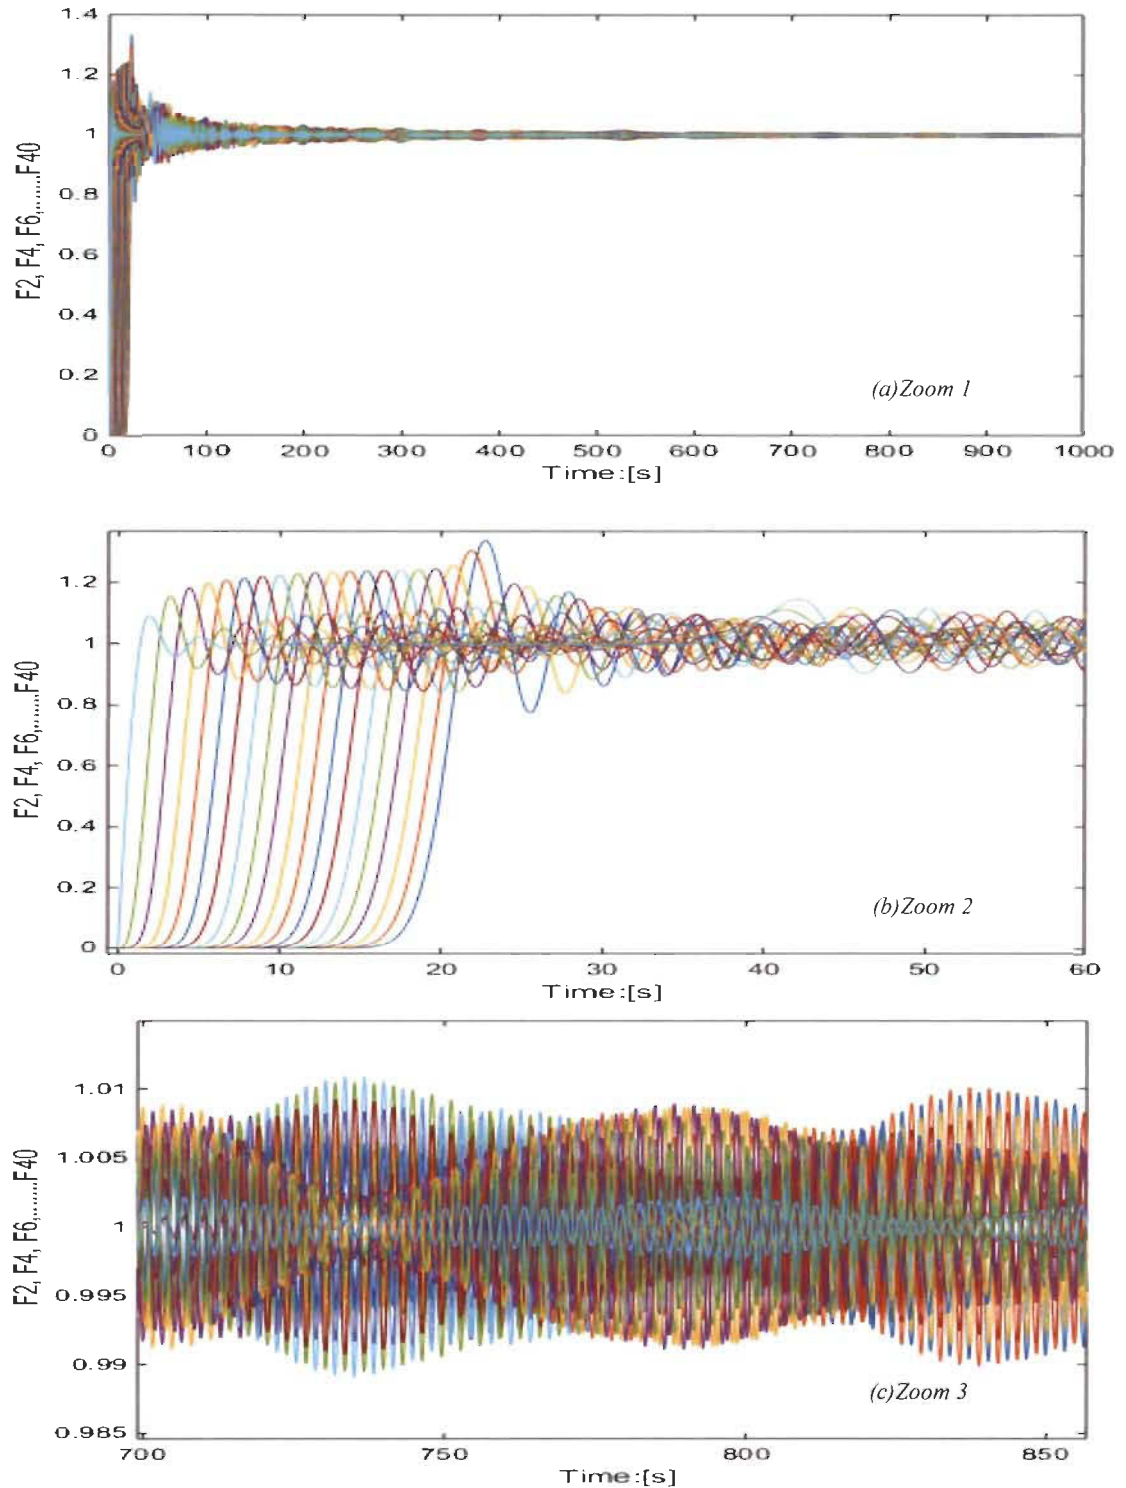 1.4
1.2
1
0.8
0.6
0.4
0.2
0
F2, F4, F6,.......F40
(a)Zoom 1
0 100 200 300 400 500 600 700 800 900 1000
Time:[s]
1.2
1
0.8
0.6
0.4
0.2
0
F2, F4, F6,.......F40
(b)Zoom 2
0 10 20 30 40 50 60
Time:[s]
1.01
1.005
1
0.995
0.99
0.985
F2, F4, F6,.......F40
(c)Zoom 3
700 750 800 850
Time:[s]